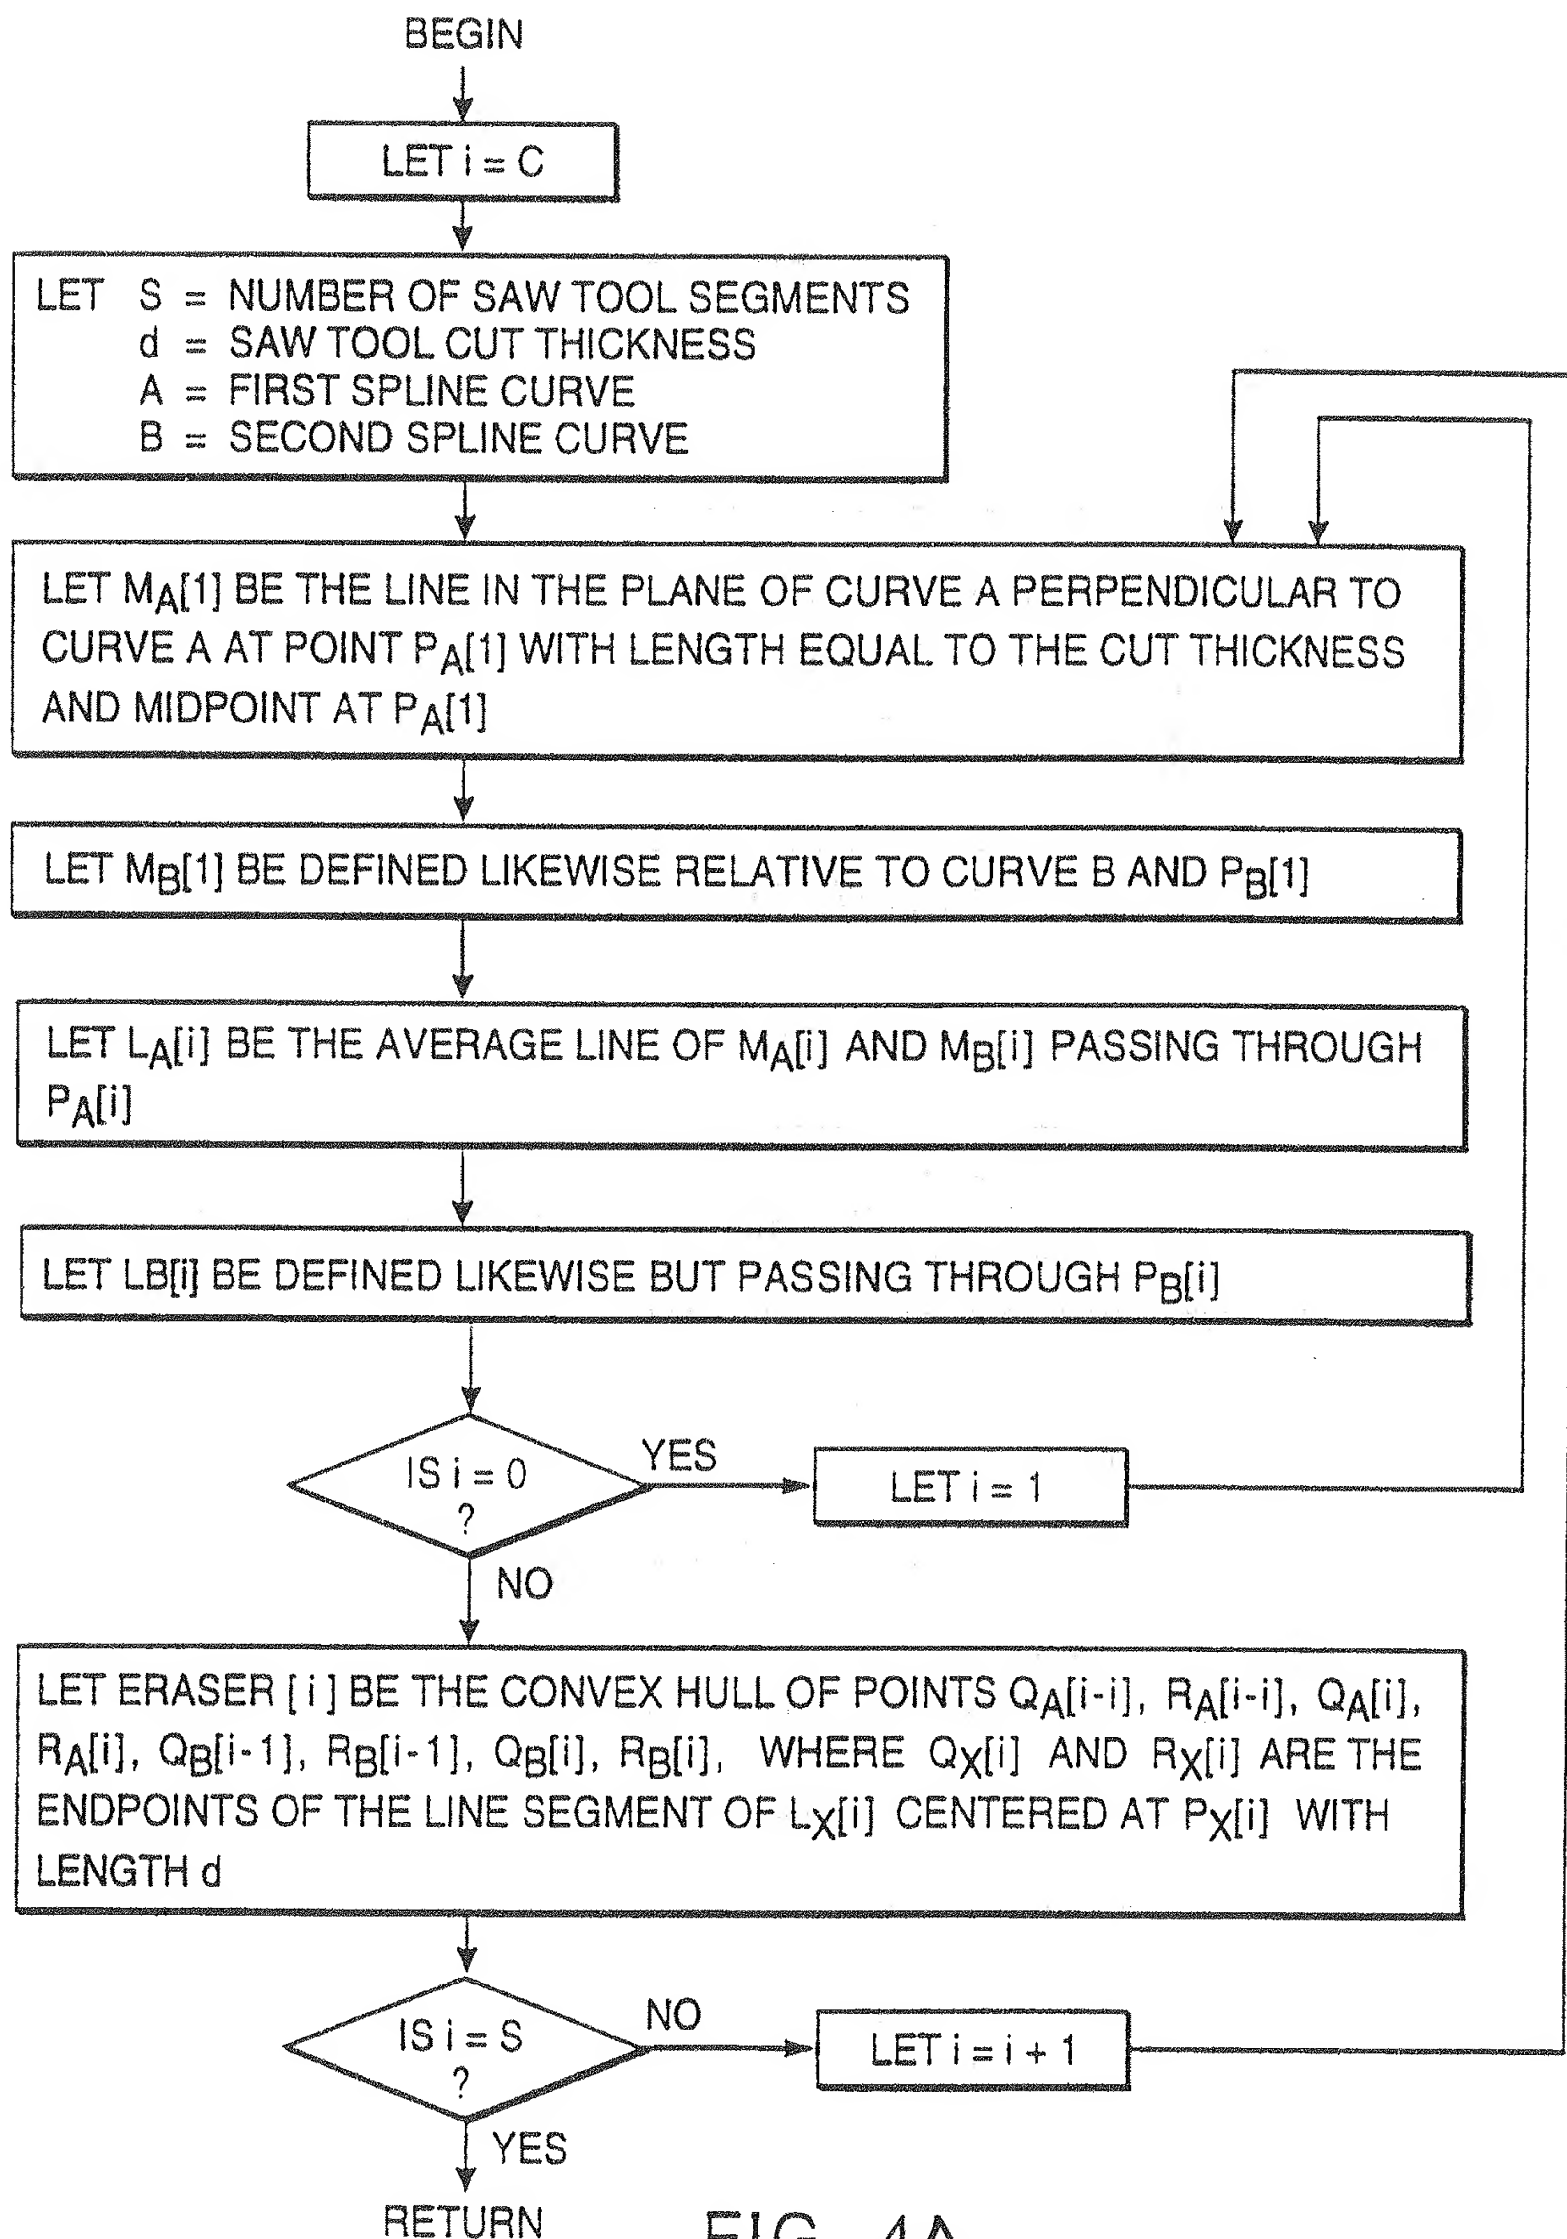 BEGIN
LET i = C
LET S = NUMBER OF SAW TOOL SEGMENTS
d = SAW TOOL CUT THICKNESS
A = FIRST SPLINE CURVE
B = SECOND SPLINE CURVE
LET MA[1] BE THE LINE IN THE PLANE OF CURVE A PERPENDICULAR TO
CURVE A AT POINT PA[1] WITH LENGTH EQUAL TO THE CUT THICKNESS
AND MIDPOINT AT PA[1]
LET MB[1] BE DEFINED LIKEWISE RELATIVE TO CURVE B AND PB[1]
LET LA[i] BE THE AVERAGE LINE OF MA[i] AND MB[i] PASSING THROUGH
PA[i]
LET LB[i] BE DEFINED LIKEWISE BUT PASSING THROUGH PB[i]
IS i = 0
?
YES
LET i = 1
NO
LET ERASER [ i ] BE THE CONVEX HULL OF POINTS QA[i-i], RA[i-i], QA[i],
RA[i], QB[i-1], RB[i-1], QB[i], RB[i], WHERE QX[i] AND RX[i] ARE THE
ENDPOINTS OF THE LINE SEGMENT OF LX[i] CENTERED AT PX[i] WITH
LENGTH d
IS i = S
?
NO
LET i = i + 1
YES
RETURN
FIG. 4A